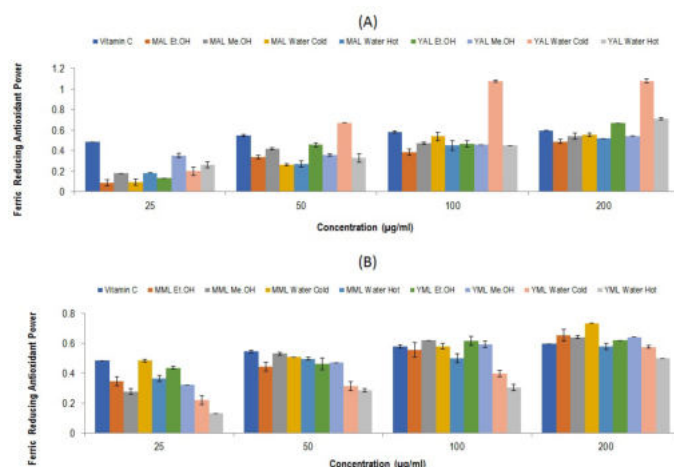 (A)
Vitamin C MAL Et.OH MAL Me.OH MAL Water Cold MAL Water Hot YAL Et.OH YAL Me.OH YAL Water Cold YAL Water Hot
Ferric Reducing Antioxidant Power
1.2
1
0.8
0.6
0.4
0.2
0
25 50 100 200
Concentration (µg/ml)
(B)
Vitamin C MML Et.OH MML Me.OH MML Water Cold MML Water Hot YML Et.OH YML Me.OH YML Water Cold YML Water Hot
Ferric Reducing Antioxidant Power
0.8
0.6
0.4
0.2
0
25 50 100 200
Concentration (µg/ml)